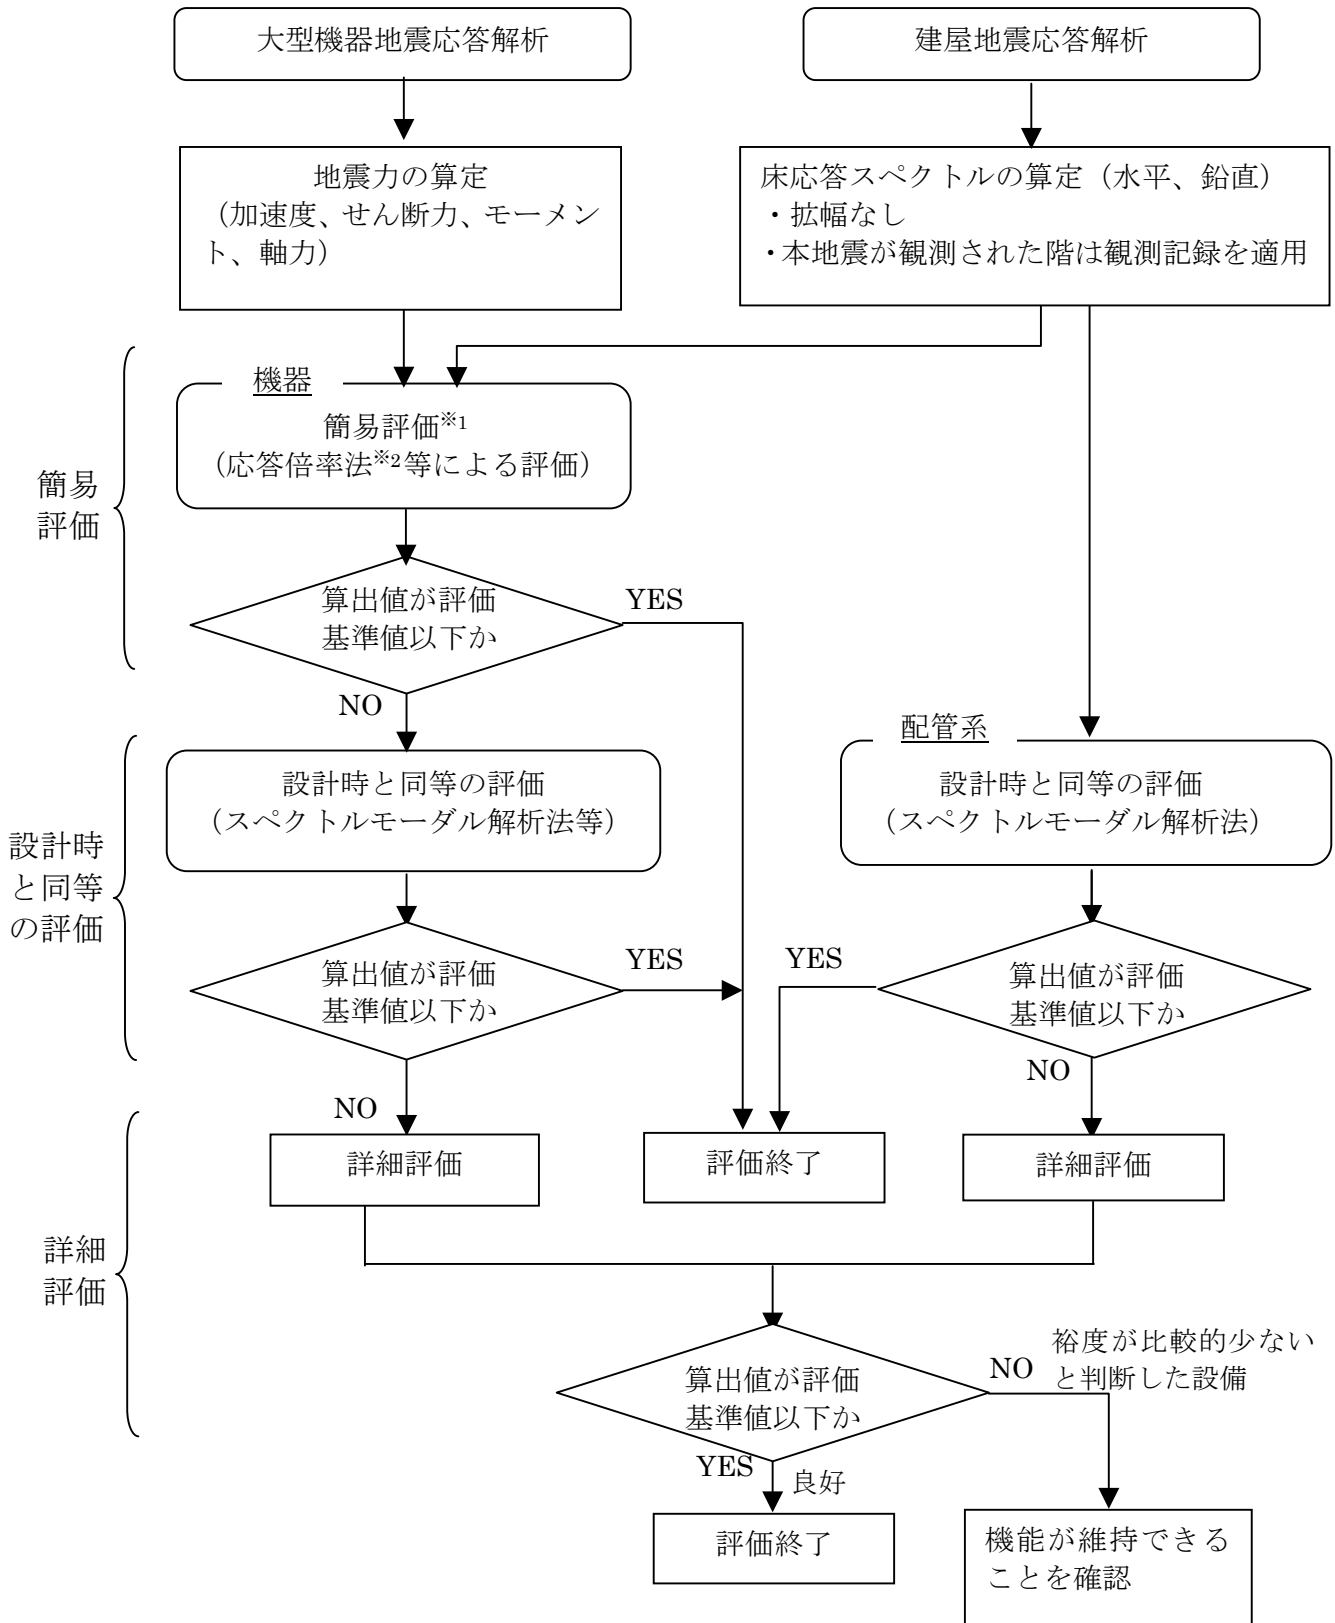 大型機器地震応答解析
建屋地震応答解析
地震力の算定
（加速度、せん断力、モーメン
ト、軸力）
床応答スペクトルの算定（水平、鉛直）
・拡幅なし
・本地震が観測された階は観測記録を適用
機器
簡易評価※1
（応答倍率法※2等による評価）
簡易
評価
算出値が評価
基準値以下か
YES
NO
配管系
設計時と同等の評価
（スペクトルモーダル解析法等）
設計時と同等の評価
（スペクトルモーダル解析法）
設計時
と同等
の評価
算出値が評価
基準値以下か
YES
YES
算出値が評価
基準値以下か
NO
NO
詳細評価
評価終了
詳細評価
詳細
評価
算出値が評価
基準値以下か
NO
裕度が比較的少ない
と判断した設備
YES
良好
評価終了
機能が維持できる
ことを確認